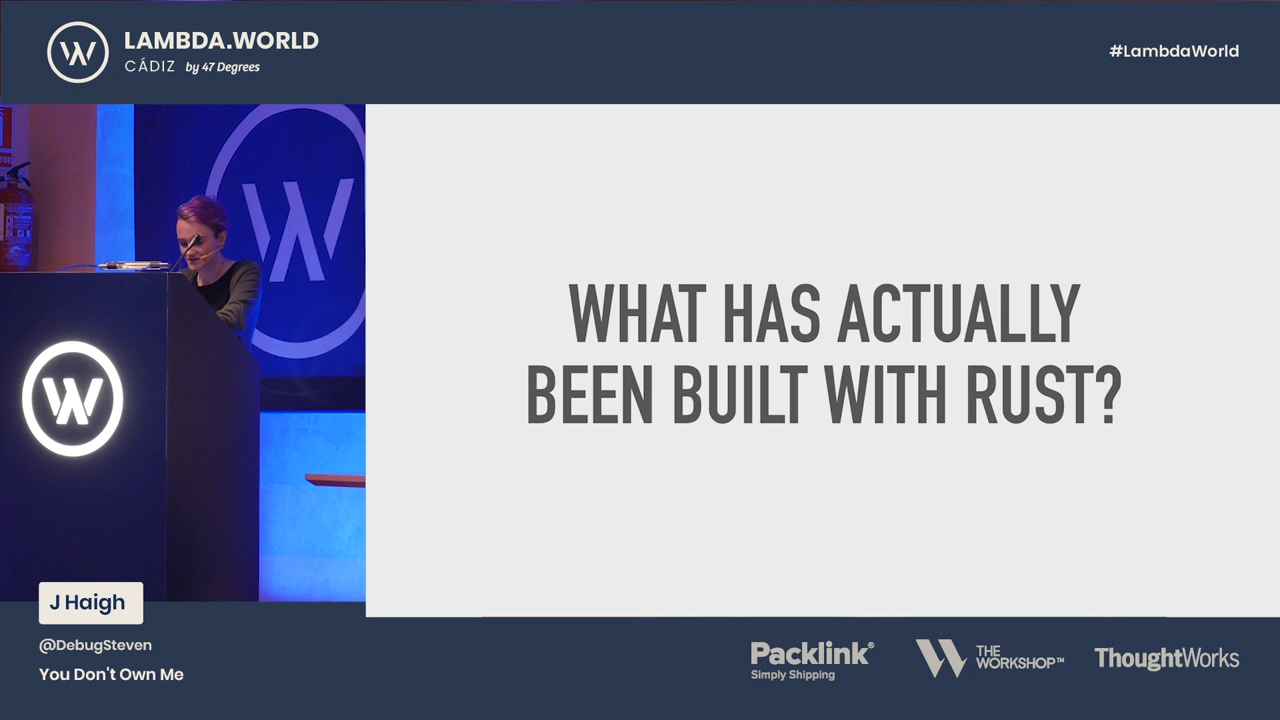 LAMBDA.WORLD
CÁDIZ by 47 Degrees
#LambdaWorld
WHAT HAS ACTUALLY
BEEN BUILT WITH RUST?
J Haigh
@DebugSteven
You Don't Own Me
Packlink®
Simply Shipping
THE
WORKSHOP™
ThoughtWorks